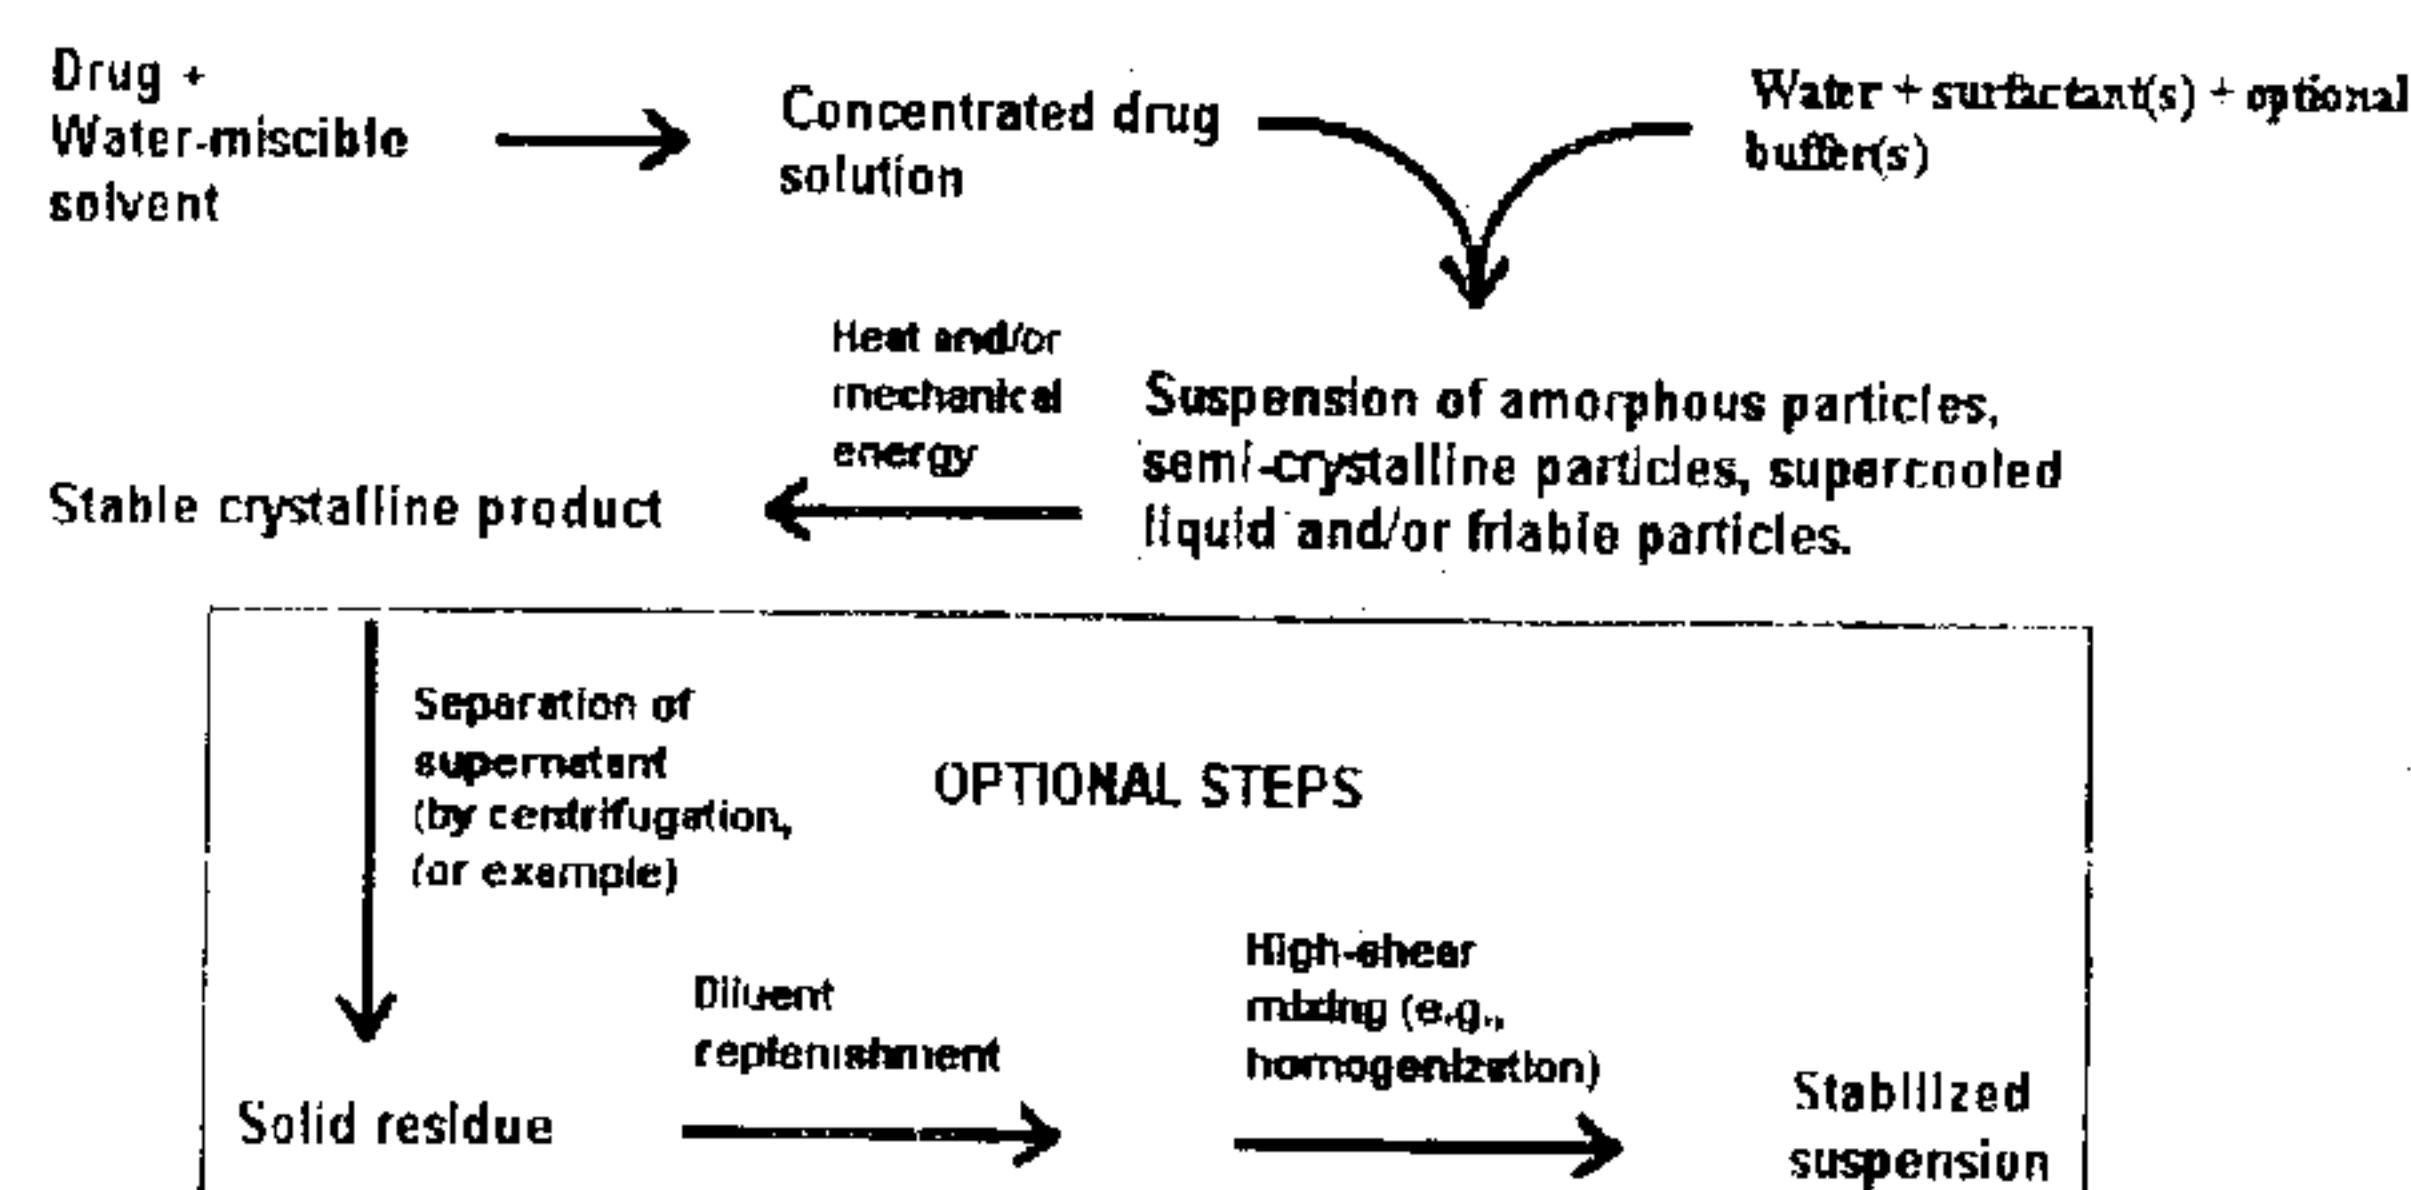 Drug +
Water-miscible
solvent
Concentrated drug
solution
Water + surfactant(s) + optional
buffer(s)
Heat and/or
mechanical
energy
Suspension of amorphous particles,
semi-crystalline particles, supercooled
liquid and/or friable particles.
Stable crystalline product
Separation of
supernatant
(by centrifugation,
for example)
OPTIONAL STEPS
Diluent
replenishment
High-shear
mixing (e.g.,
homogenization)
Solid residue
Stabilized
suspension